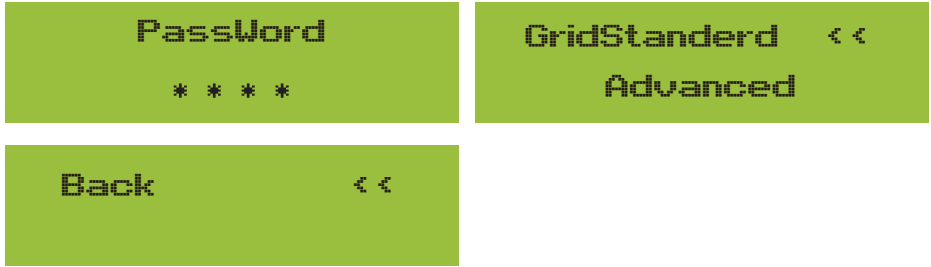 PassWord
* * * *
GridStanderd < <
Advanced
Back < <